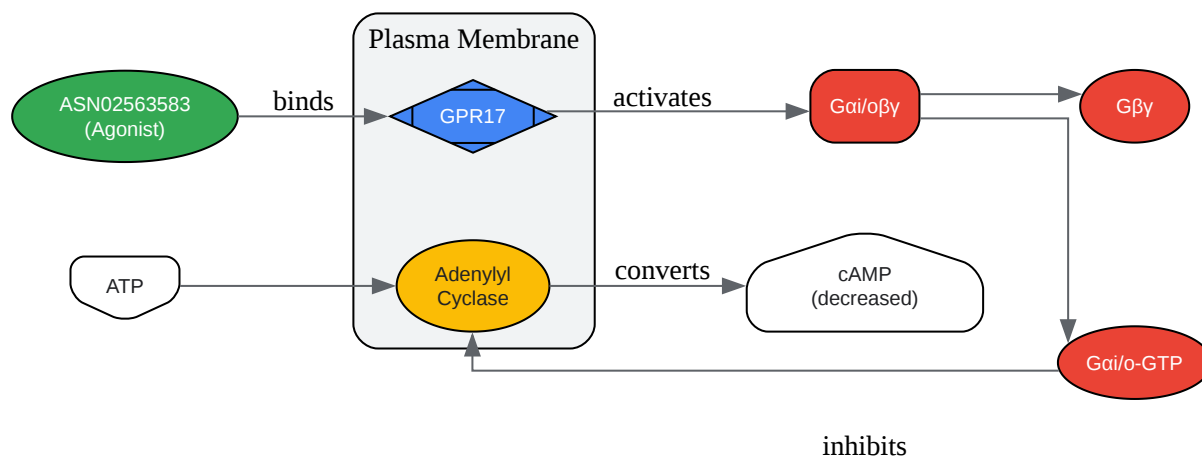 Plasma Membrane
ASN02563583
(Agonist)
binds
GPR17
activates
Gαi/oβγ
Gβγ
ATP
Adenylyl
Cyclase
converts
cAMP
(decreased)
Gαi/o-GTP
inhibits